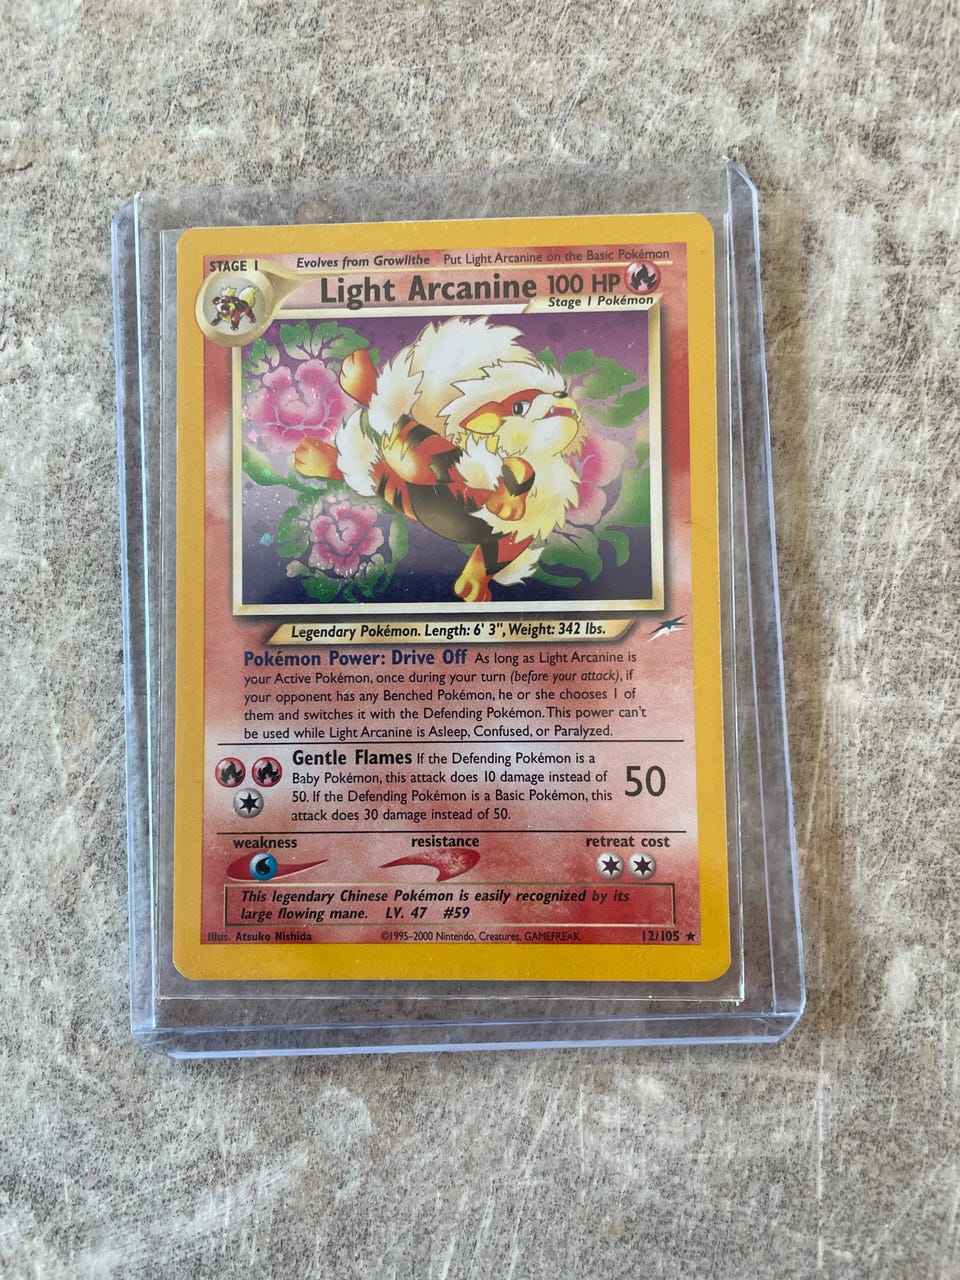 STAGE 1
Evolves from Growlithe Put Light Arcanine on the Basic Pokémon
Light Arcanine 100 HP
Stage 1 Pokémon
Legendary Pokémon. Length: 6' 3", Weight: 342 lbs.
Pokémon Power: Drive Off As long as Light Arcanine is
your Active Pokémon, once during your turn (before your attack), if
your opponent has any Benched Pokémon, he or she chooses 1 of
them and switches it with the Defending Pokémon. This power can't
be used while Light Arcanine is Asleep, Confused, or Paralyzed.
Gentle Flames If the Defending Pokémon is a
Baby Pokémon, this attack does 10 damage instead of
50. If the Defending Pokémon is a Basic Pokémon, this
attack does 30 damage instead of 50.
50
weakness resistance retreat cost
This legendary Chinese Pokémon is easily recognized by its
large flowing mane. LV. 47 #59
Illus. Atsuko Nishida ©1995-2000 Nintendo, Creatures, GAMEFREAK. 12/105 ★